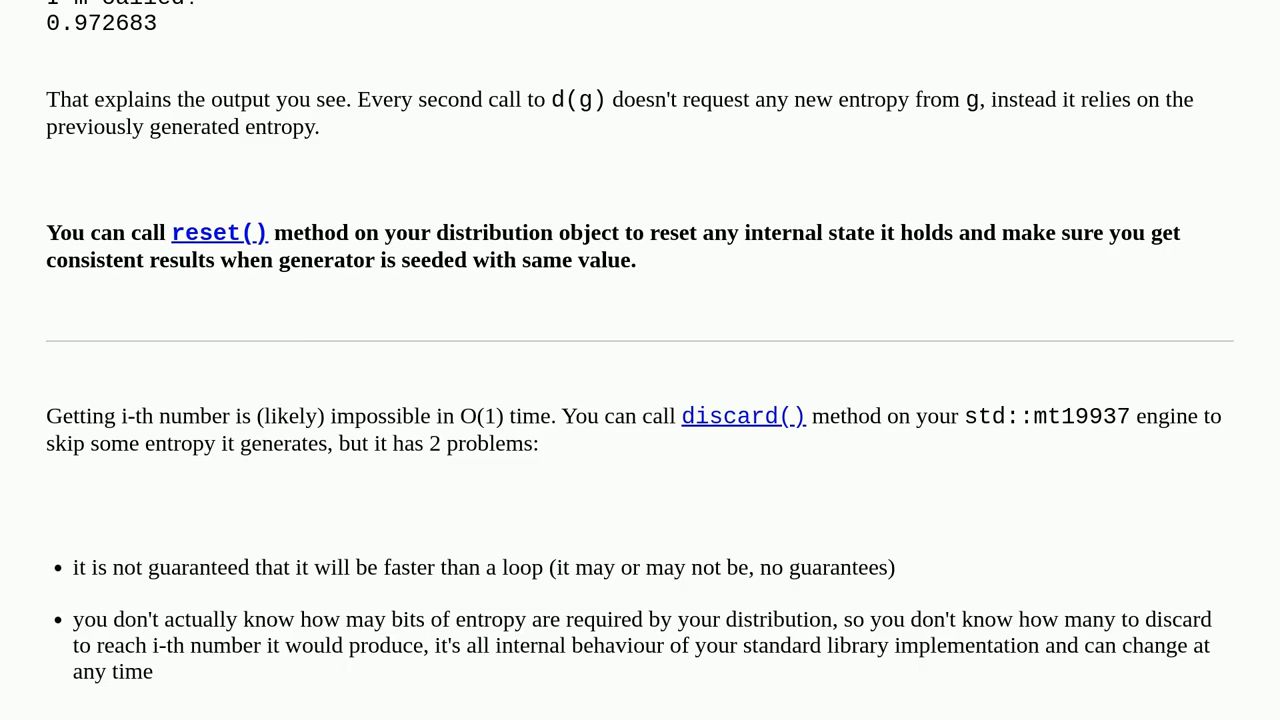 I'm called!
0.972683
That explains the output you see. Every second call to d(g) doesn't request any new entropy from g, instead it relies on the
previously generated entropy.
You can call reset() method on your distribution object to reset any internal state it holds and make sure you get
consistent results when generator is seeded with same value.
Getting i-th number is (likely) impossible in O(1) time. You can call discard() method on your std::mt19937 engine to
skip some entropy it generates, but it has 2 problems:
• it is not guaranteed that it will be faster than a loop (it may or may not be, no guarantees)
• you don't actually know how may bits of entropy are required by your distribution, so you don't know how many to discard
to reach i-th number it would produce, it's all internal behaviour of your standard library implementation and can change at
any time